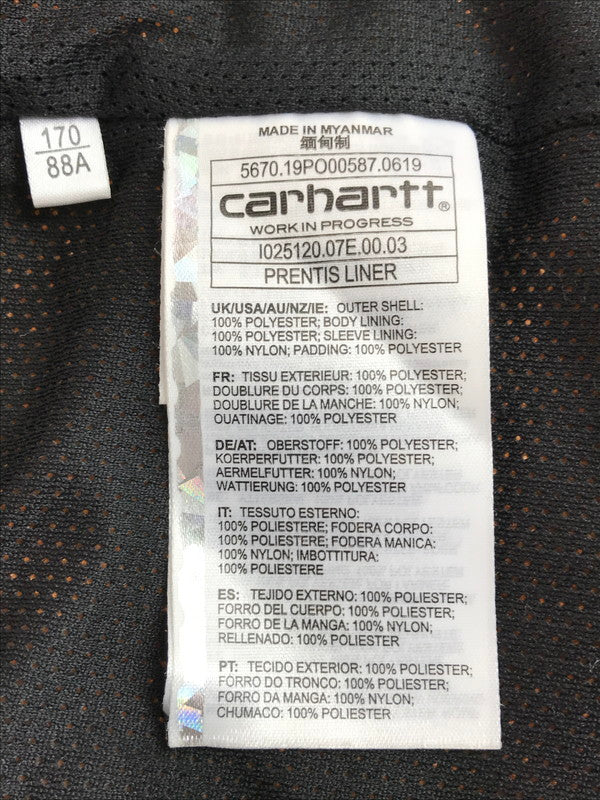 170
88A
MADE IN MYANMAR
缅甸制
5670.19PO00587.0619
carhartt®
WORK IN PROGRESS
I025120.07E.00.03
PRENTIS LINER
UK/USA/AU/NZ/IE: OUTER SHELL:
100% POLYESTER; BODY LINING:
100% POLYESTER; SLEEVE LINING:
100% NYLON; PADDING: 100% POLYESTER
FR: TISSU EXTERIEUR: 100% POLYESTER;
DOUBLURE DU CORPS: 100% POLYESTER;
DOUBLURE DE LA MANCHE: 100% NYLON;
OUATINAGE: 100% POLYESTER
DE/AT: OBERSTOFF: 100% POLYESTER;
KOERPERFUTTER: 100% POLYESTER;
AERMELFUTTER: 100% NYLON;
WATTIERUNG: 100% POLYESTER
IT: TESSUTO ESTERNO:
100% POLIESTERE; FODERA CORPO:
100% POLIESTERE; FODERA MANICA:
100% NYLON; IMBOTTITURA:
100% POLIESTERE
ES: TEJIDO EXTERNO: 100% POLIESTER;
FORRO DEL CUERPO: 100% POLIESTER;
FORRO DE LA MANGA: 100% NYLON;
RELLENADO: 100% POLIESTER
PT: TECIDO EXTERIOR: 100% POLIESTER;
FORRO DO TRONCO: 100% POLIESTER;
FORRO DA MANGA: 100% NYLON;
CHUMACO: 100% POLIESTER